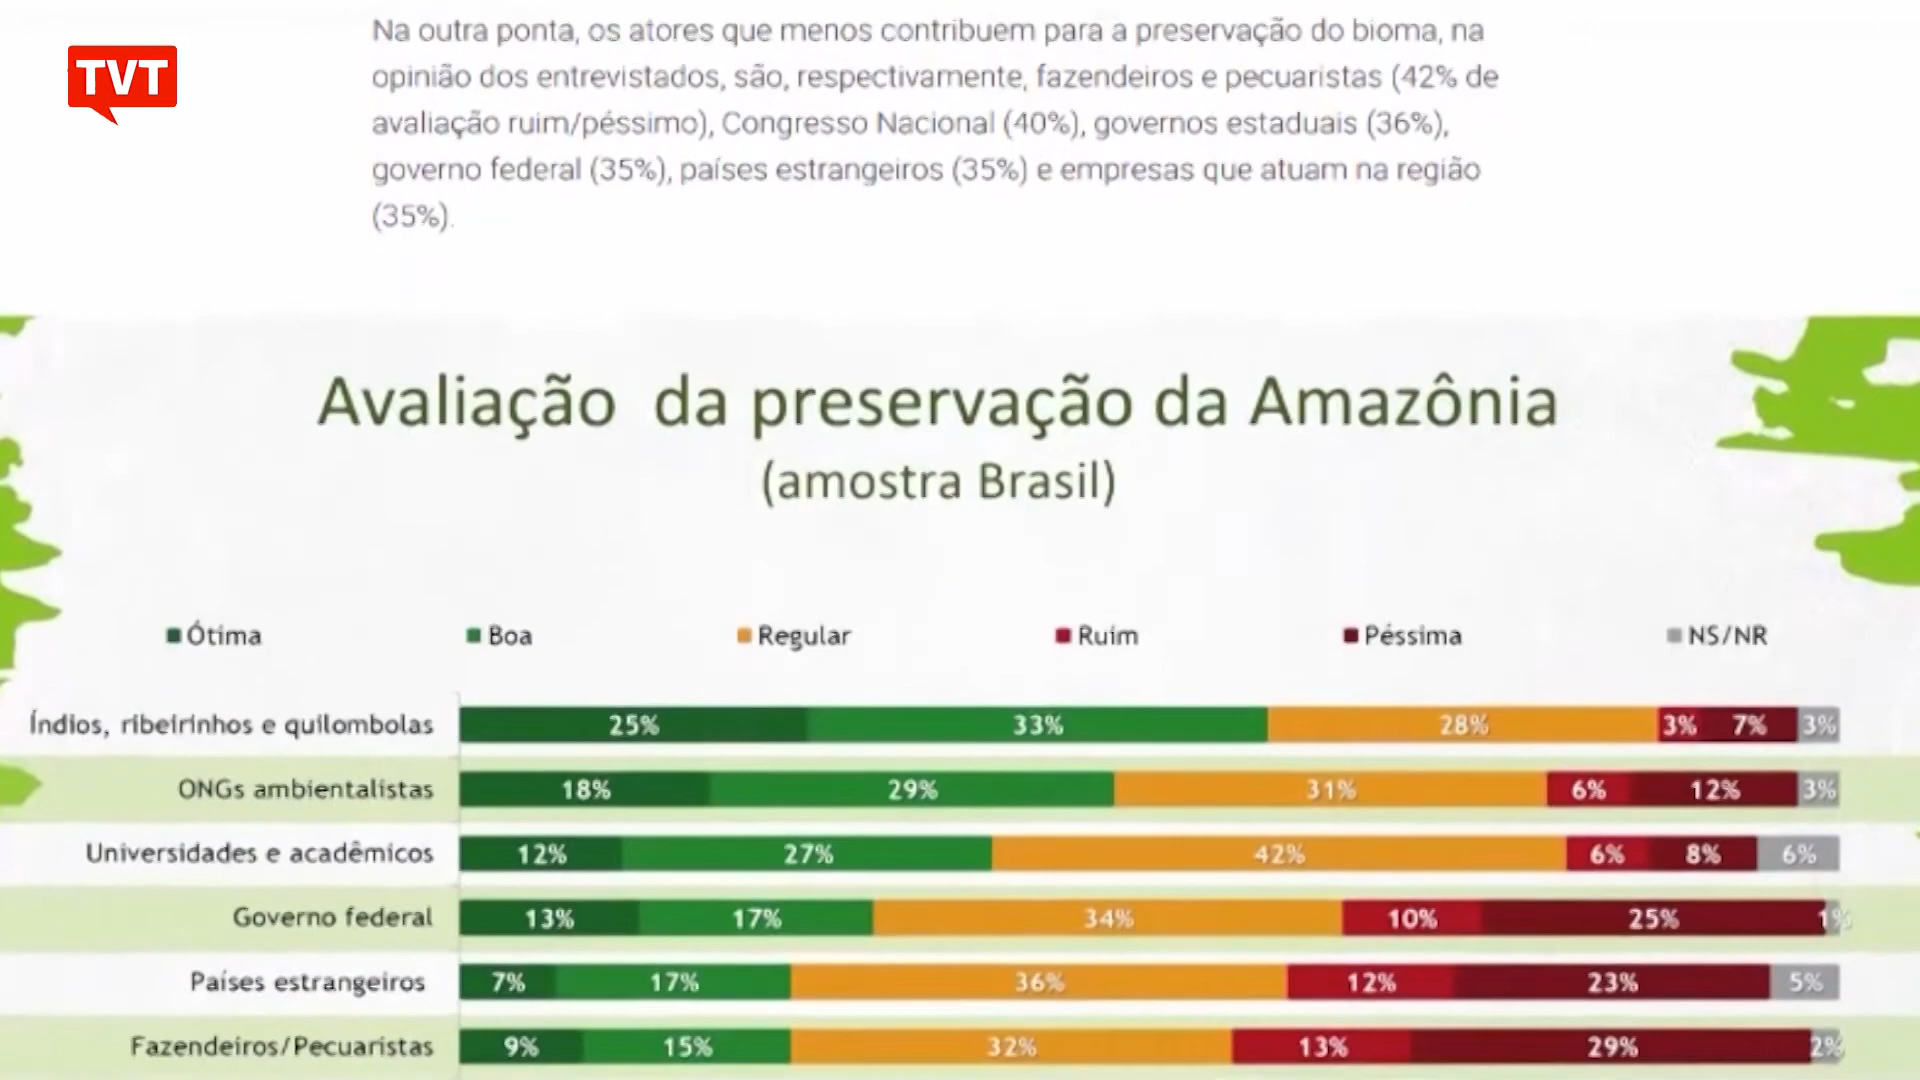 TVT
Na outra ponta, os atores que menos contribuem para a preservação do bioma, na
opinião dos entrevistados, são, respectivamente, fazendeiros e pecuaristas (42% de
avaliação ruim/péssimo), Congresso Nacional (40%), governos estaduais (36%),
governo federal (35%), países estrangeiros (35%) e empresas que atuam na região
(35%).
Avaliação da preservação da Amazônia
(amostra Brasil)
Ótima Boa Regular Ruim Péssima NS/NR
Índios, ribeirinhos e quilombolas 25% 33% 28% 3% 7% 3%
ONGs ambientalistas 18% 29% 31% 6% 12% 3%
Universidades e acadêmicos 12% 27% 42% 6% 8% 6%
Governo federal 13% 17% 34% 10% 25% 1%
Países estrangeiros 7% 17% 36% 12% 23% 5%
Fazendeiros/Pecuaristas 9% 15% 32% 13% 29% 2%